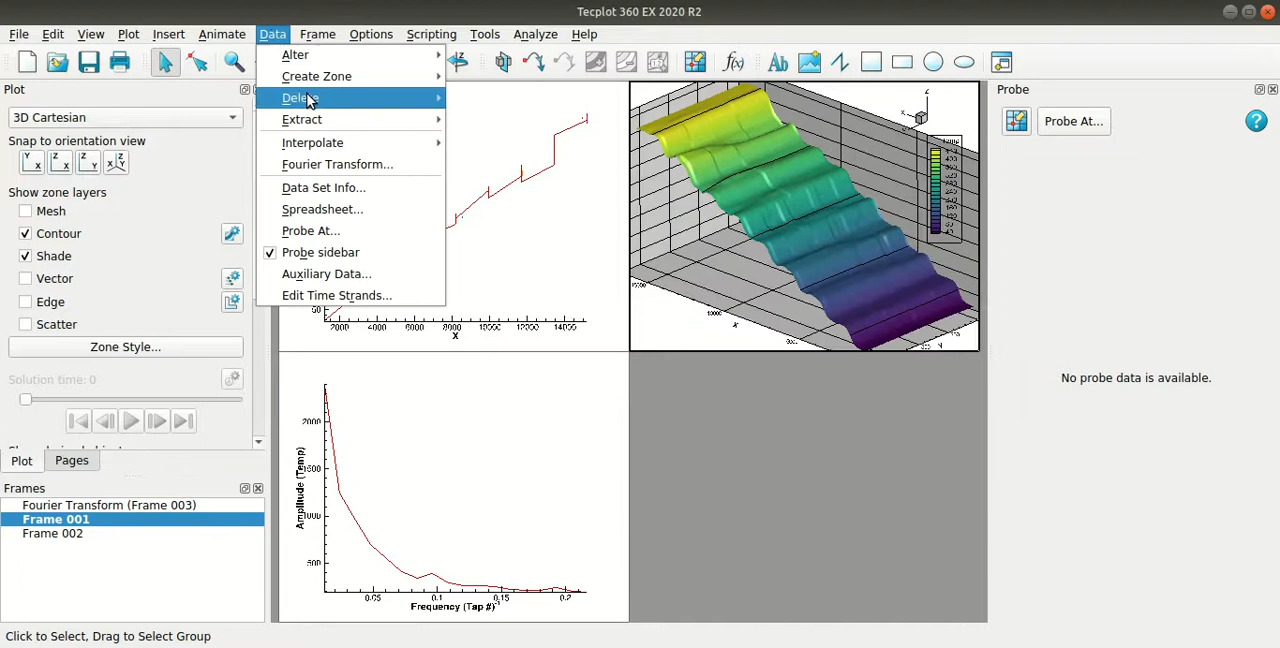 Tecplot 360 EX 2020 R2
File Edit View Plot Insert Animate Data Frame Options Scripting Tools Analyze Help
Plot
3D Cartesian
Snap to orientation view
Show zone layers
Mesh
Contour
Shade
Vector
Edge
Scatter
Zone Style...
Solution time: 0
Plot Pages
Frames
Fourier Transform (Frame 003)
Frame 001
Frame 002
Click to Select, Drag to Select Group
Alter
Create Zone
Delete
Extract
Interpolate
Fourier Transform...
Data Set Info...
Spreadsheet...
Probe At...
Probe sidebar
Auxiliary Data...
Edit Time Strands...
50
2000 4000 6000 8000 10000 12000 14000
X
2000
1500
1000
500
Amplitude (Temp)
0.05 0.1 0.15 0.2
Frequency (Tap #)⁻¹
Z
X
Probe
Probe At...
No probe data is available.